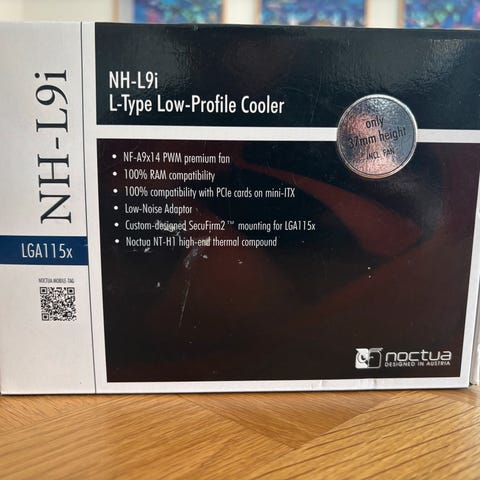 NH-L9i
LGA115x
NOCTUA MOBILE-TAG
NH-L9i
L-Type Low-Profile Cooler
only
37mm height
INCL. FAN
• NF-A9x14 PWM premium fan
• 100% RAM compatibility
• 100% compatibility with PCIe cards on mini-ITX
• Low-Noise Adaptor
• Custom-designed SecuFirm2™ mounting for LGA115x
• Noctua NT-H1 high-end thermal compound
noctua
DESIGNED IN AUSTRIA